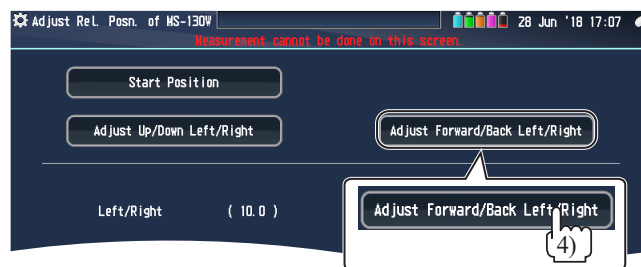 Adjust Rel. Posn. of MS-130W 28 Jun '18 17:07
Measurement cannot be done on this screen.
Start Position
Adjust Up/Down Left/Right Adjust Forward/Back Left/Right
Left/Right ( 10.0 ) Adjust Forward/Back Left/Right
4)